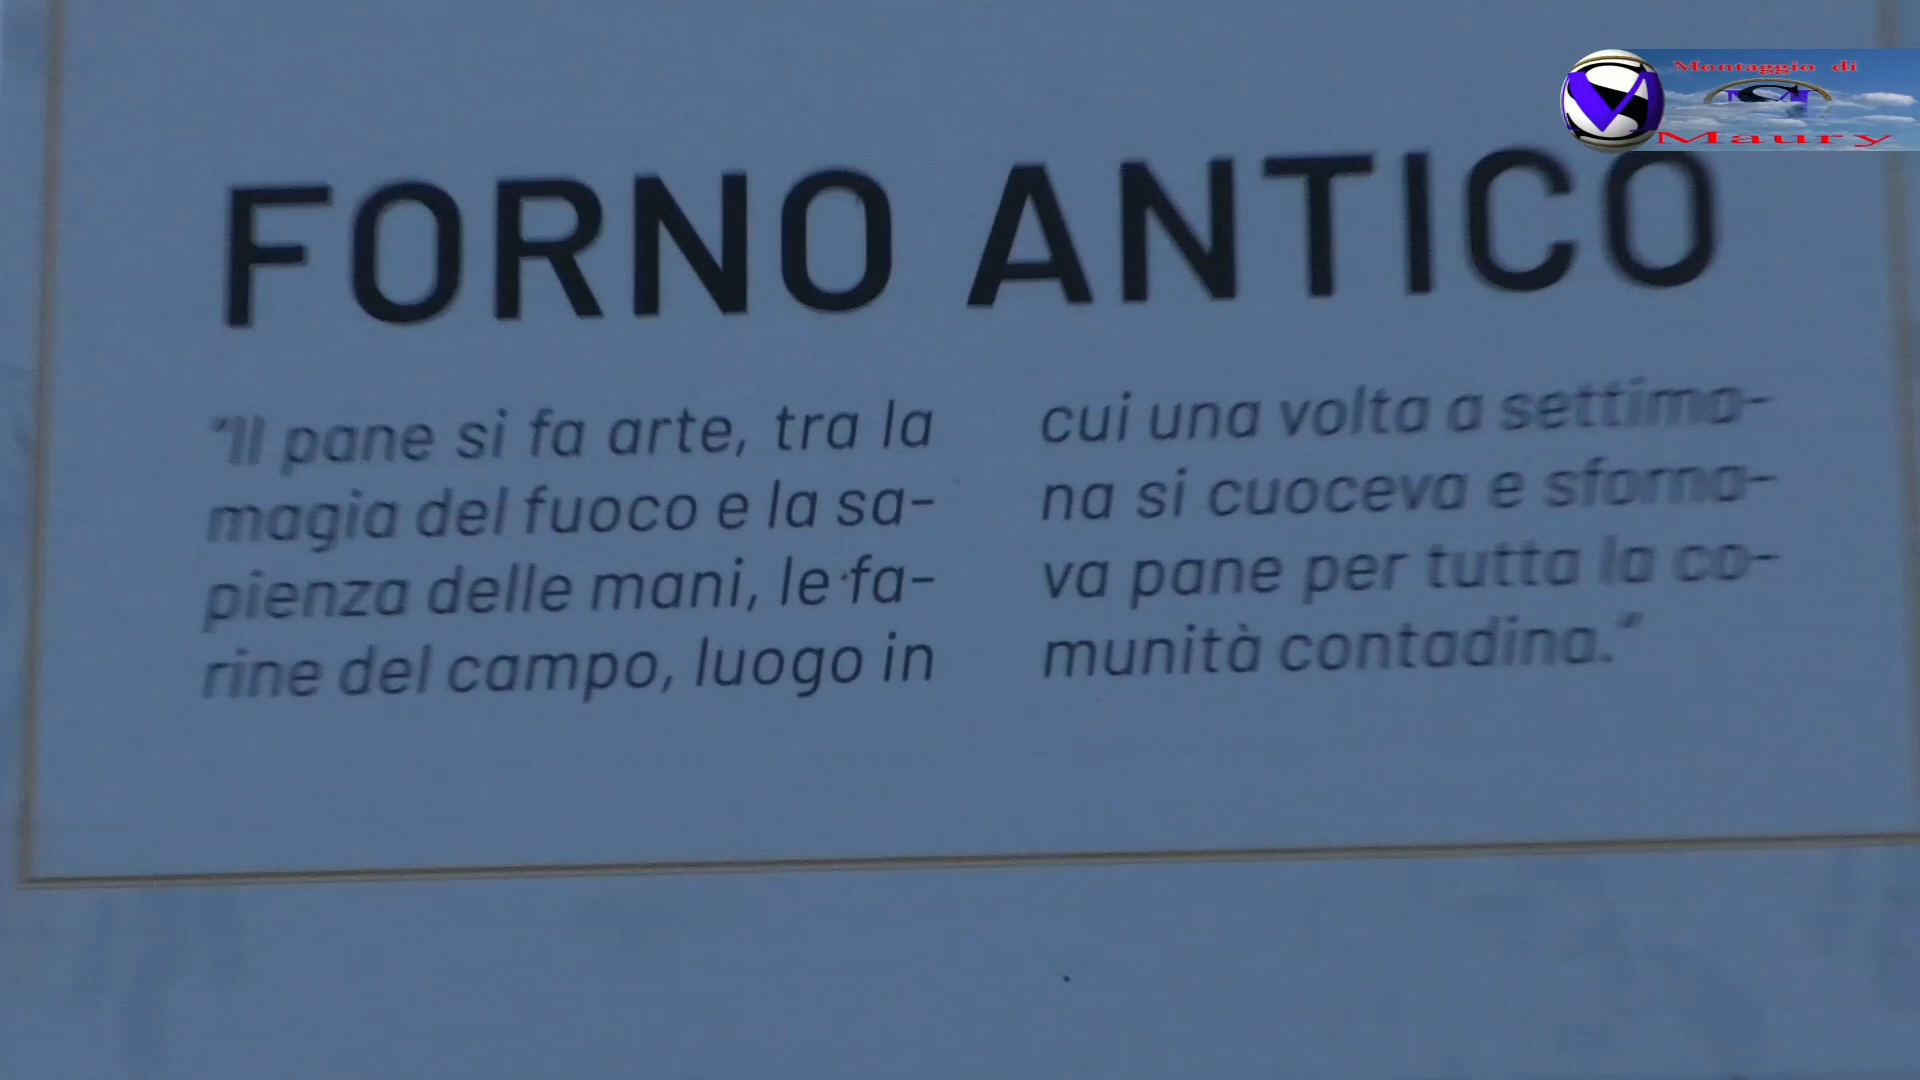 Montaggio di
Maury
FORNO ANTICO
"Il pane si fa arte, tra la
magia del fuoco e la sa-
pienza delle mani, le fa-
rine del campo, luogo in
cui una volta a settima-
na si cuoceva e sforna-
va pane per tutta la co-
munità contadina."